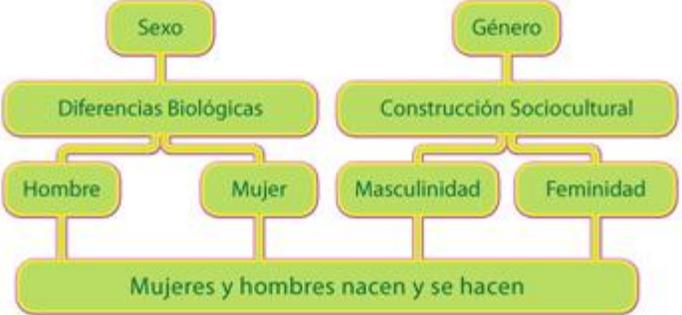 Sexo
Género
Diferencias Biológicas
Construcción Sociocultural
Hombre
Mujer
Masculinidad
Feminidad
Mujeres y hombres nacen y se hacen